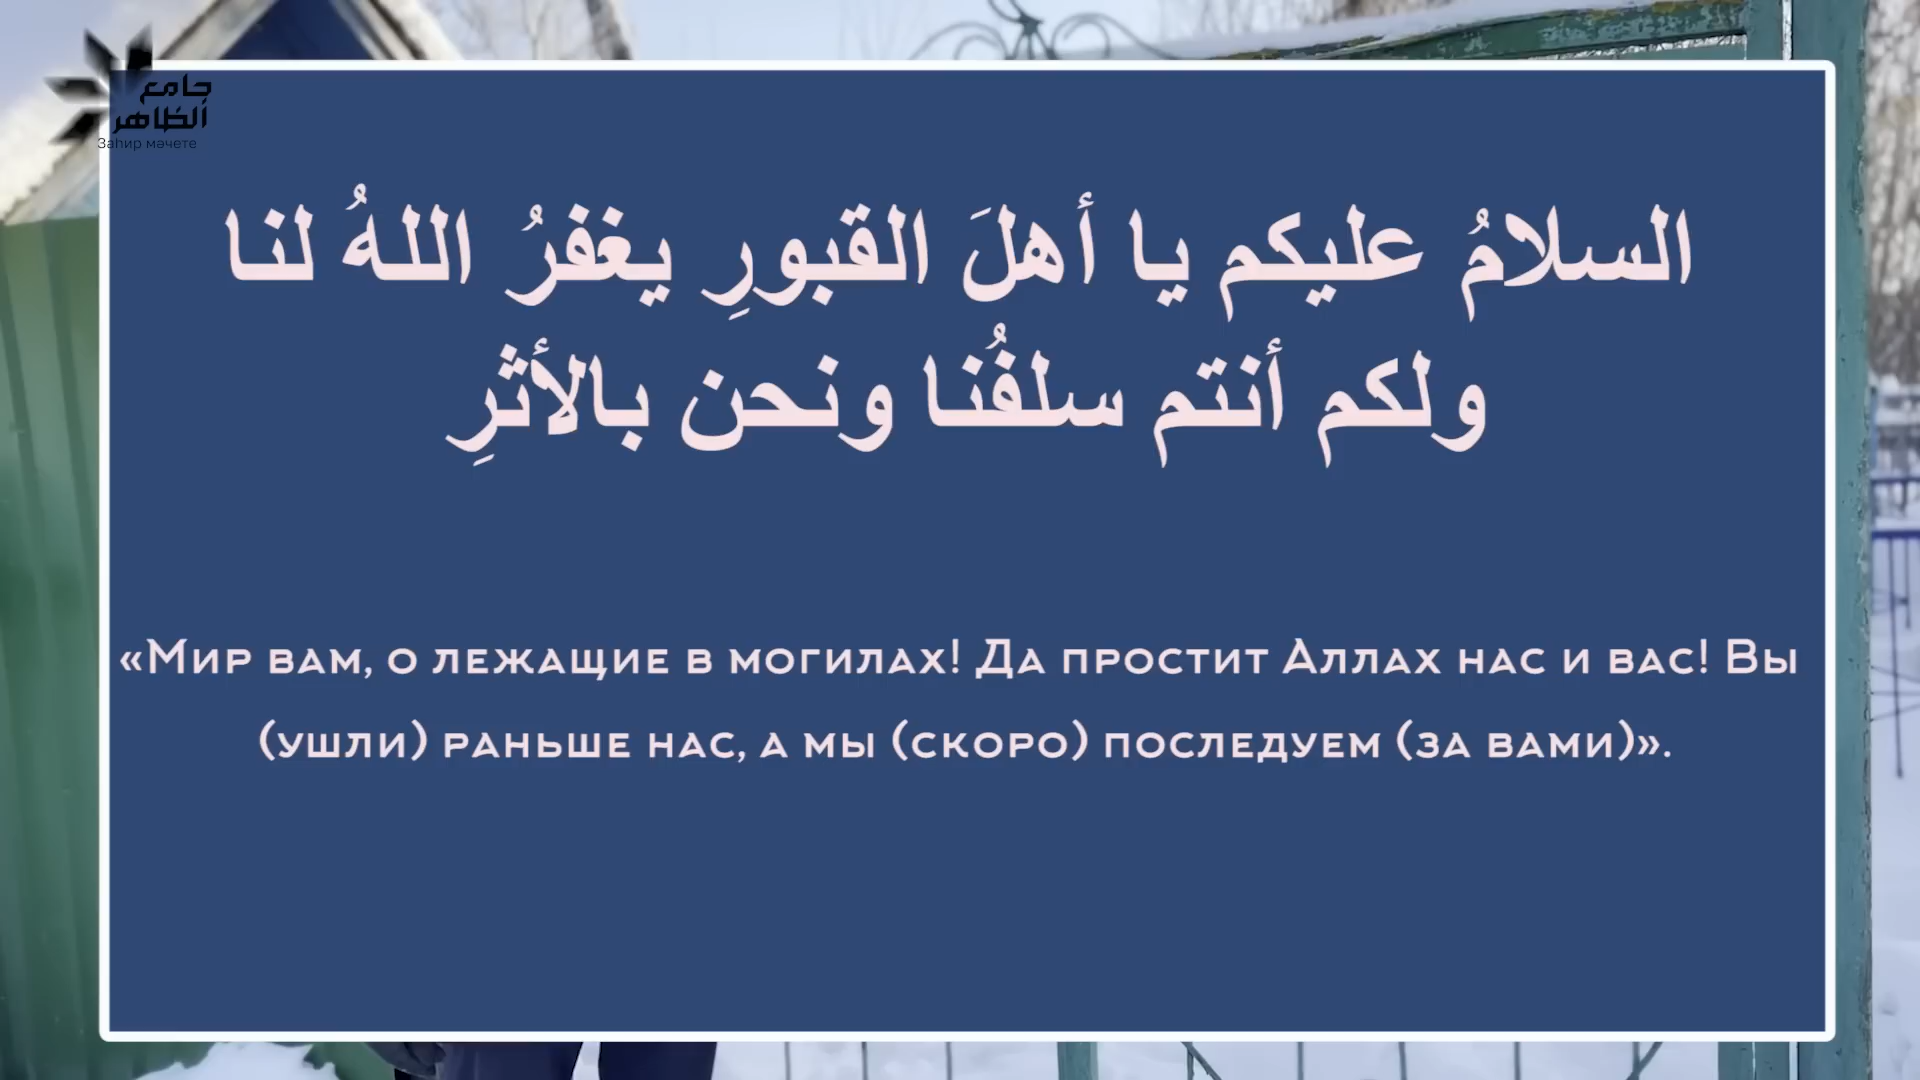 جامع
الظاهر
Заһир мәчете
السلامُ عليكم يا أهلَ القبورِ يغفرُ اللهُ لنا
ولكم أنتم سلفُنا ونحن بالأثرِ
«Мир вам, о лежащие в могилах! Да простит Аллах нас и вас! Вы
(ушли) раньше нас, а мы (скоро) последуем (за вами)».